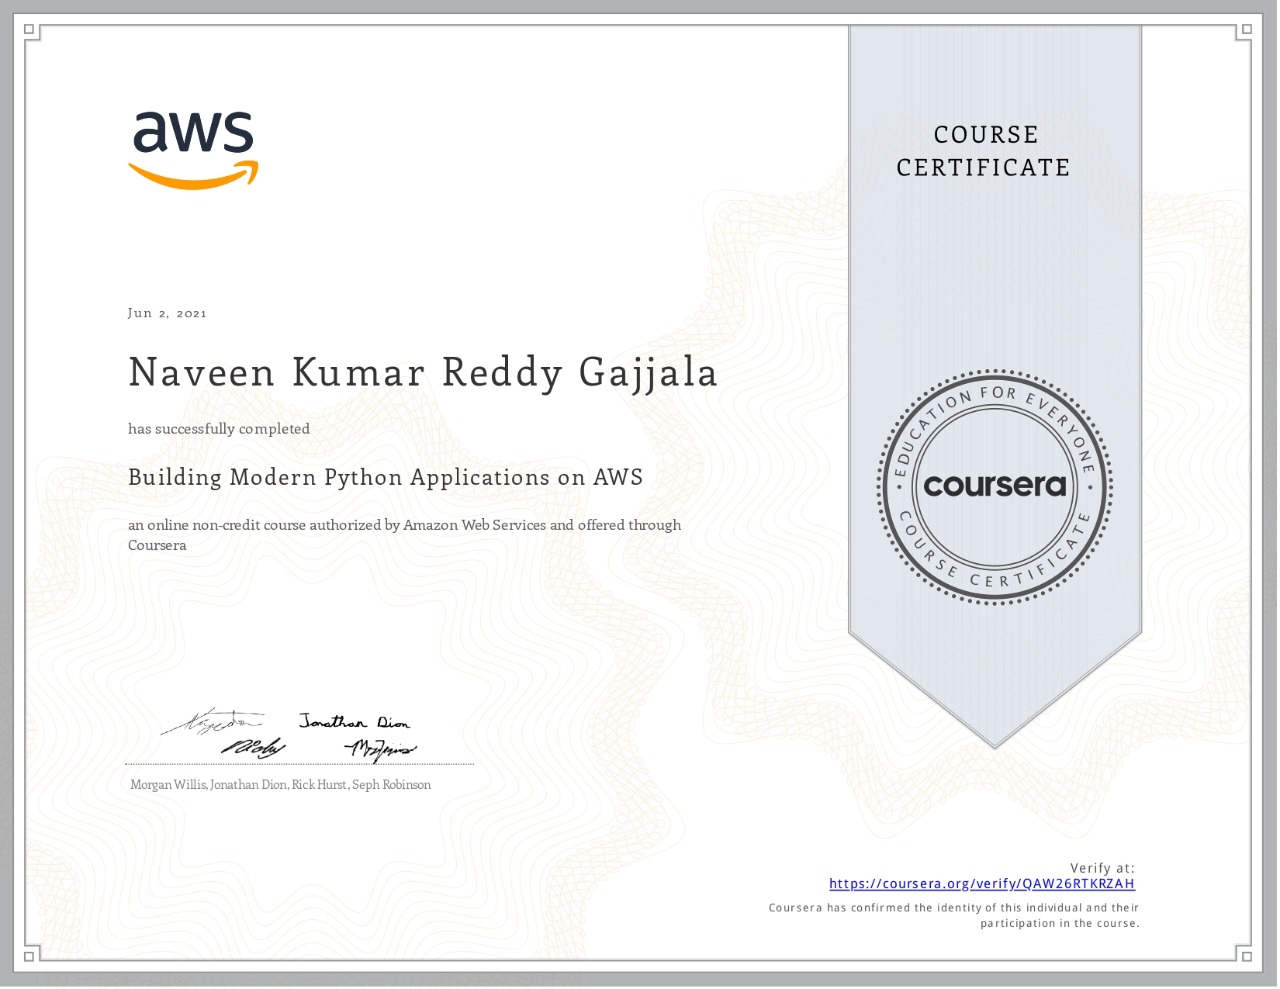 aws
COURSE
CERTIFICATE
Jun 2, 2021
Naveen Kumar Reddy Gajjala
has successfully completed
Building Modern Python Applications on AWS
an online non-credit course authorized by Amazon Web Services and offered through
Coursera
EDUCATION FOR EVERYONE
coursera
COURSE CERTIFICATE
Jonathan Dion
Morgan Willis, Jonathan Dion, Rick Hurst, Seph Robinson
Verify at:
https://coursera.org/verify/QAW26RTKRZAH
Coursera has confirmed the identity of this individual and their
participation in the course.